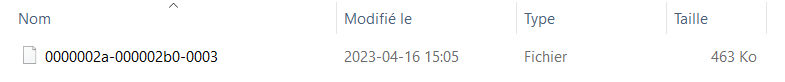 Nom Modifié le Type Taille
0000002a-000002b0-0003 2023-04-16 15:05 Fichier 463 Ko